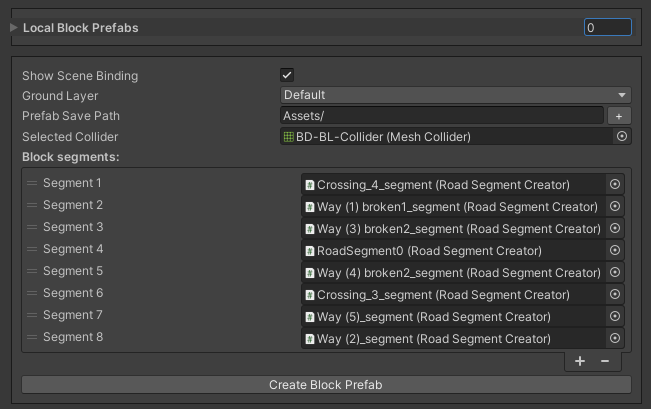 Local Block Prefabs 0
Show Scene Binding
Ground Layer Default
Prefab Save Path Assets/ +
Selected Collider BD-BL-Collider (Mesh Collider)
Block segments:
Segment 1 Crossing_4_segment (Road Segment Creator)
Segment 2 Way (1) broken1_segment (Road Segment Creator)
Segment 3 Way (3) broken2_segment (Road Segment Creator)
Segment 4 RoadSegment0 (Road Segment Creator)
Segment 5 Way (4) broken2_segment (Road Segment Creator)
Segment 6 Crossing_3_segment (Road Segment Creator)
Segment 7 Way (5)_segment (Road Segment Creator)
Segment 8 Way (2)_segment (Road Segment Creator)
+ −
Create Block Prefab